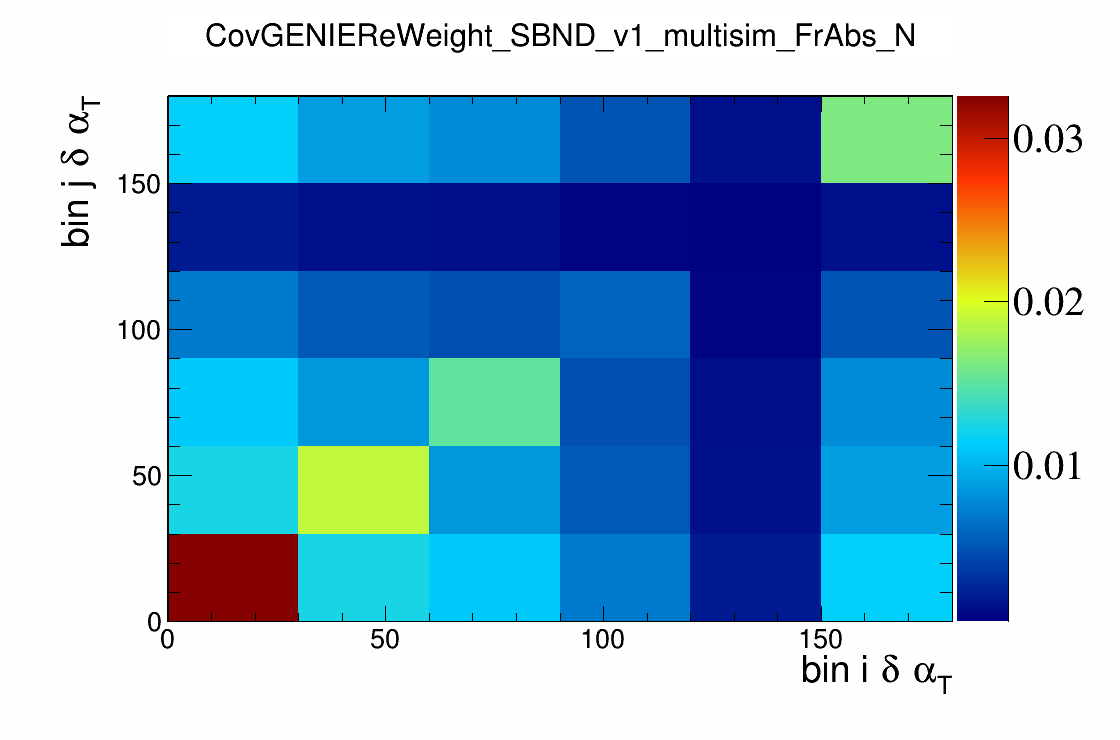 CovGENIEReWeight_SBND_v1_multisim_FrAbs_N
bin j δ α_T
150
100
50
0
0 50 100 150
bin i δ α_T
0.03
0.02
0.01